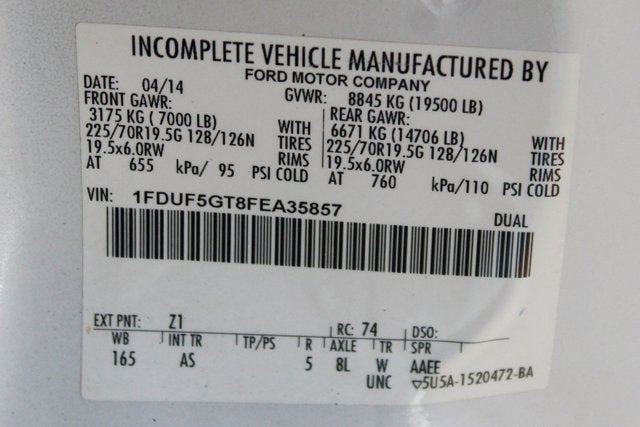 INCOMPLETE VEHICLE MANUFACTURED BY
FORD MOTOR COMPANY
DATE: 04/14 GVWR: 8845 KG (19500 LB)
FRONT GAWR: REAR GAWR:
3175 KG ( 7000 LB) WITH 6671 KG (14706 LB) WITH
225/70R19.5G 128/126N TIRES 225/70R19.5G 128/126N TIRES
19.5x6.0RW RIMS 19.5x6.0RW RIMS
AT 655 kPa/ 95 PSI COLD AT 760 kPa/110 PSI COLD
VIN: 1FDUF5GT8FEA35857 DUAL
EXT PNT: Z1 RC: 74 DSO:
WB INT TR TP/PS R AXLE TR SPR
165 AS 5 8L W AAEE
UNC ▽5U5A-1520472-BA